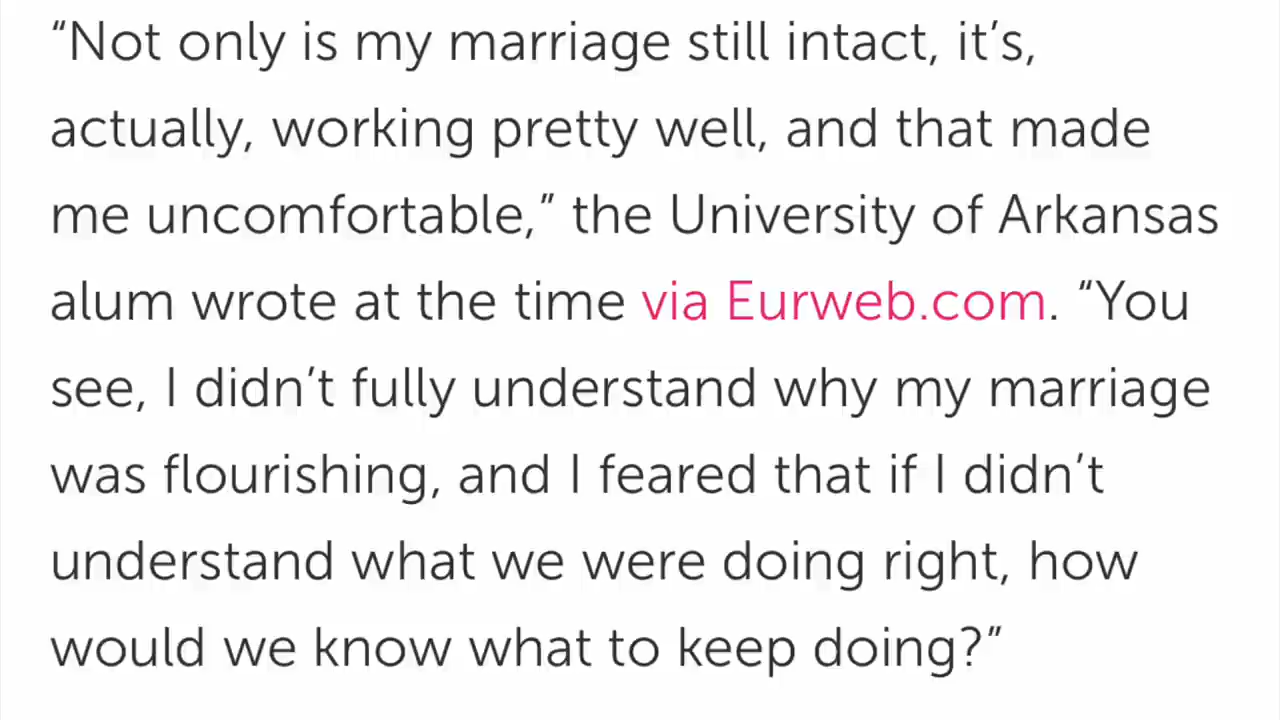 “Not only is my marriage still intact, it’s,
actually, working pretty well, and that made
me uncomfortable,” the University of Arkansas
alum wrote at the time via Eurweb.com. “You
see, I didn’t fully understand why my marriage
was flourishing, and I feared that if I didn’t
understand what we were doing right, how
would we know what to keep doing?”